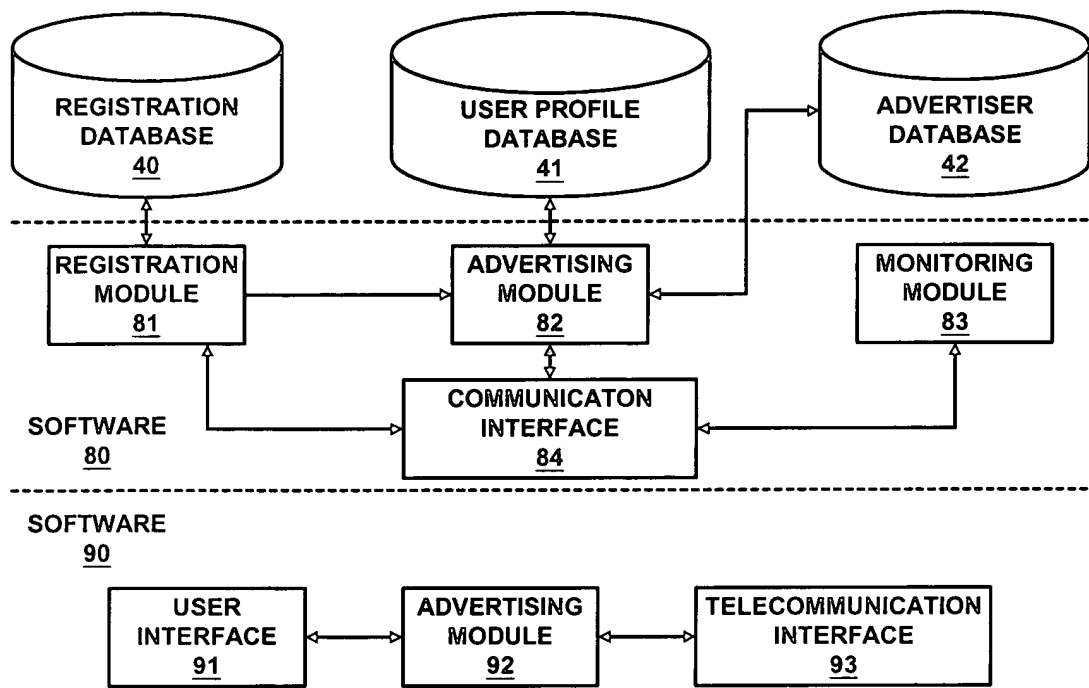 REGISTRATION
DATABASE
40
USER PROFILE
DATABASE
41
ADVERTISER
DATABASE
42
REGISTRATION
MODULE
81
ADVERTISING
MODULE
82
MONITORING
MODULE
83
COMMUNICATON
INTERFACE
84
SOFTWARE
80
SOFTWARE
90
USER
INTERFACE
91
ADVERTISING
MODULE
92
TELECOMMUNICATION
INTERFACE
93